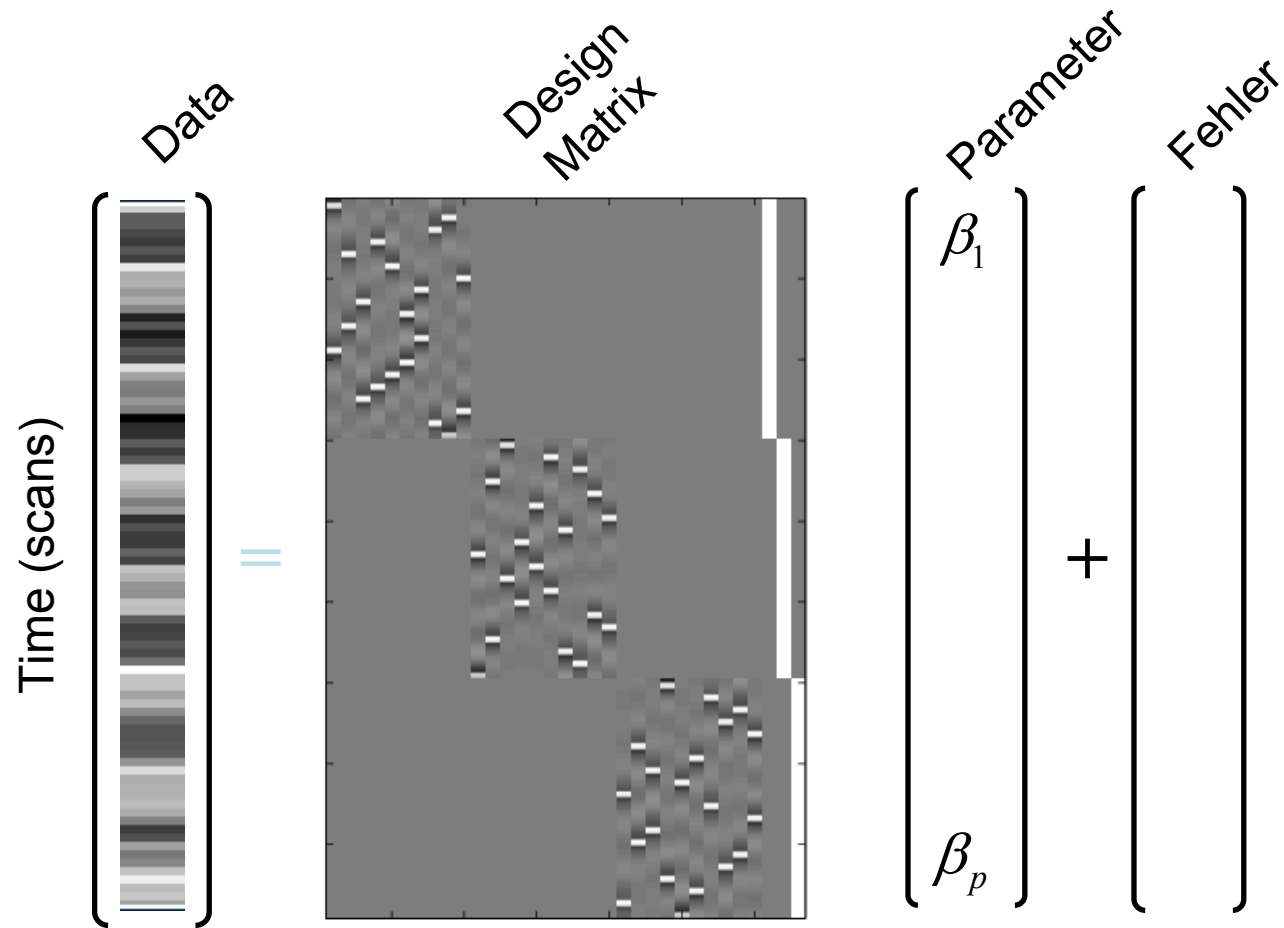 Data
Design
Matrix
Parameter
Fehler
Time (scans)
=
β1
βp
+